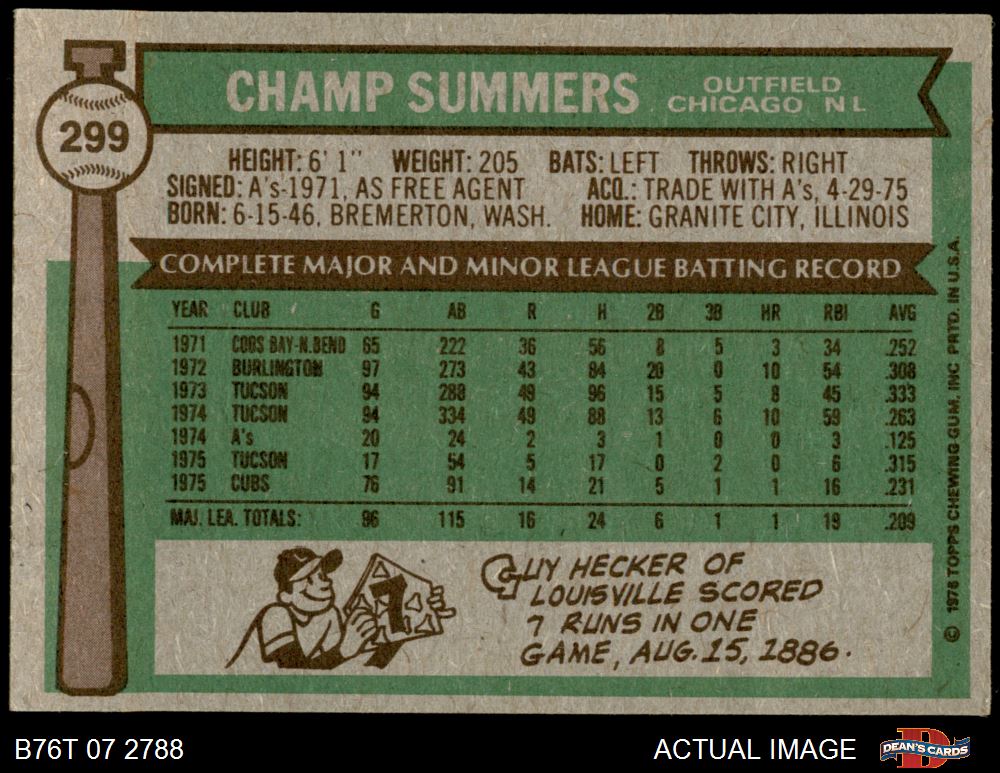 299
CHAMP SUMMERS
OUTFIELD
CHICAGO N L
HEIGHT: 6' 1" WEIGHT: 205 BATS: LEFT THROWS: RIGHT
SIGNED: A's-1971, AS FREE AGENT ACQ.: TRADE WITH A's, 4-29-75
BORN: 6-15-46, BREMERTON, WASH. HOME: GRANITE CITY, ILLINOIS
COMPLETE MAJOR AND MINOR LEAGUE BATTING RECORD
YEAR CLUB G AB R H 2B 3B HR RBI AVG
1971 COOS BAY-N.BEND 65 222 36 56 8 5 3 34 .252
1972 BURLINGTON 97 273 43 84 20 0 10 54 .308
1973 TUCSON 94 288 49 96 15 5 8 45 .333
1974 TUCSON 94 334 49 88 13 6 10 59 .263
1974 A's 20 24 2 3 1 0 0 3 .125
1975 TUCSON 17 54 5 17 0 2 0 6 .315
1975 CUBS 76 91 14 21 5 1 1 16 .231
MAJ. LEA. TOTALS: 96 115 16 24 6 1 1 19 .209
7
GUY HECKER OF
LOUISVILLE SCORED
7 RUNS IN ONE
GAME, AUG. 15, 1886.
© 1976 TOPPS CHEWING GUM, INC PRTD. IN U.S.A.
B76T 07 2788
ACTUAL IMAGE
DEAN'S CARDS